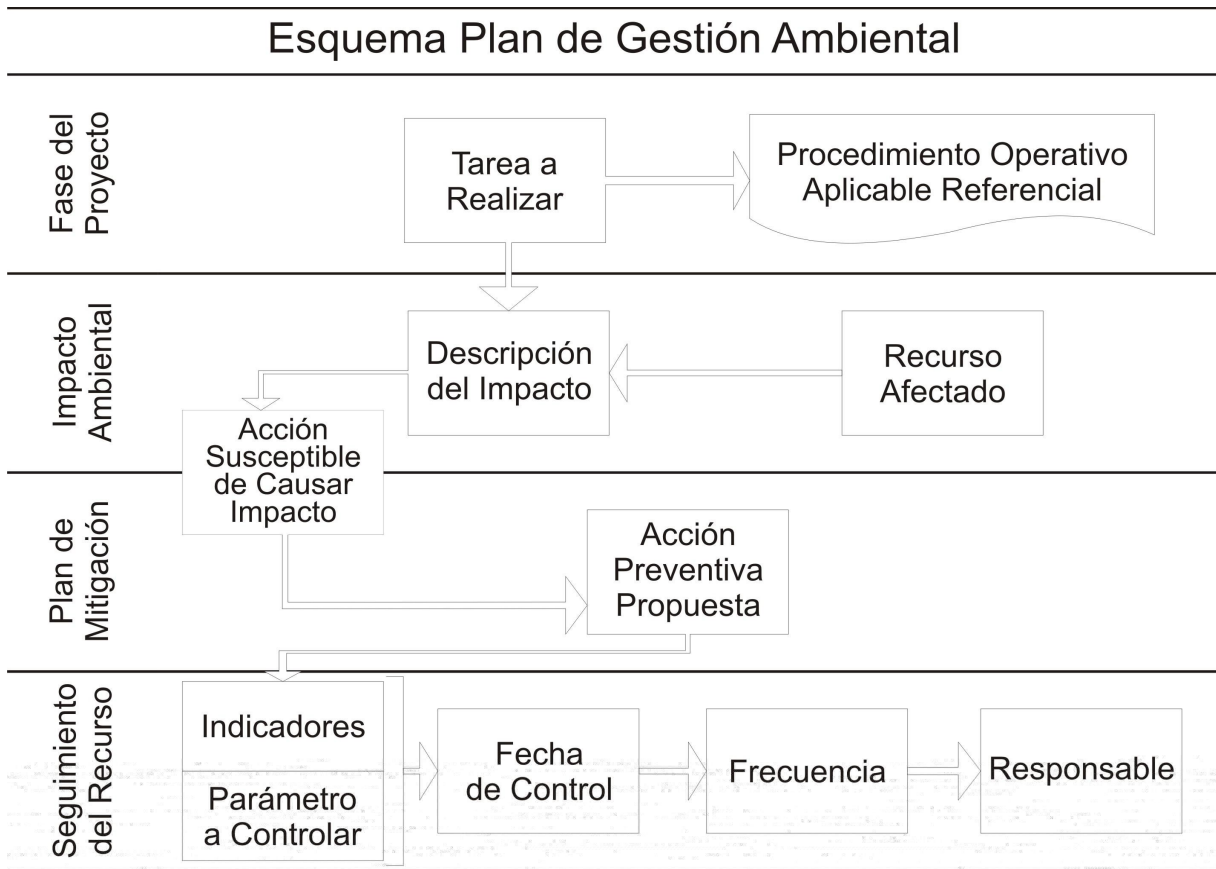 Esquema Plan de Gestión Ambiental
Fase del
Proyecto
Tarea a
Realizar
Procedimiento Operativo
Aplicable Referencial
Impacto
Ambiental
Descripción
del Impacto
Recurso
Afectado
Acción
Susceptible
de Causar
Impacto
Plan de
Mitigación
Acción
Preventiva
Propuesta
Segumiento
del Recurso
Indicadores
Parámetro
a Controlar
Fecha
de Control
Frecuencia
Responsable